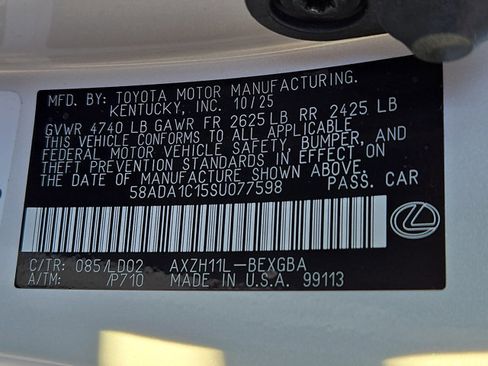 MFD. BY: TOYOTA MOTOR MANUFACTURING.
KENTUCKY, INC. 10/25
GVWR 4740 LB GAWR FR 2625 LB RR 2425 LB
THIS VEHICLE CONFORMS TO ALL APPLICABLE
FEDERAL MOTOR VEHICLE SAFETY, BUMPER, AND
THEFT PREVENTION STANDARDS IN EFFECT ON
THE DATE OF MANUFACTURE SHOWN ABOVE.
58ADA1C15SU077598 PASS. CAR
C/TR: 085/LD02 AXZH11L-BEXGBA
A/TM: /P710 MADE IN U.S.A. 99113